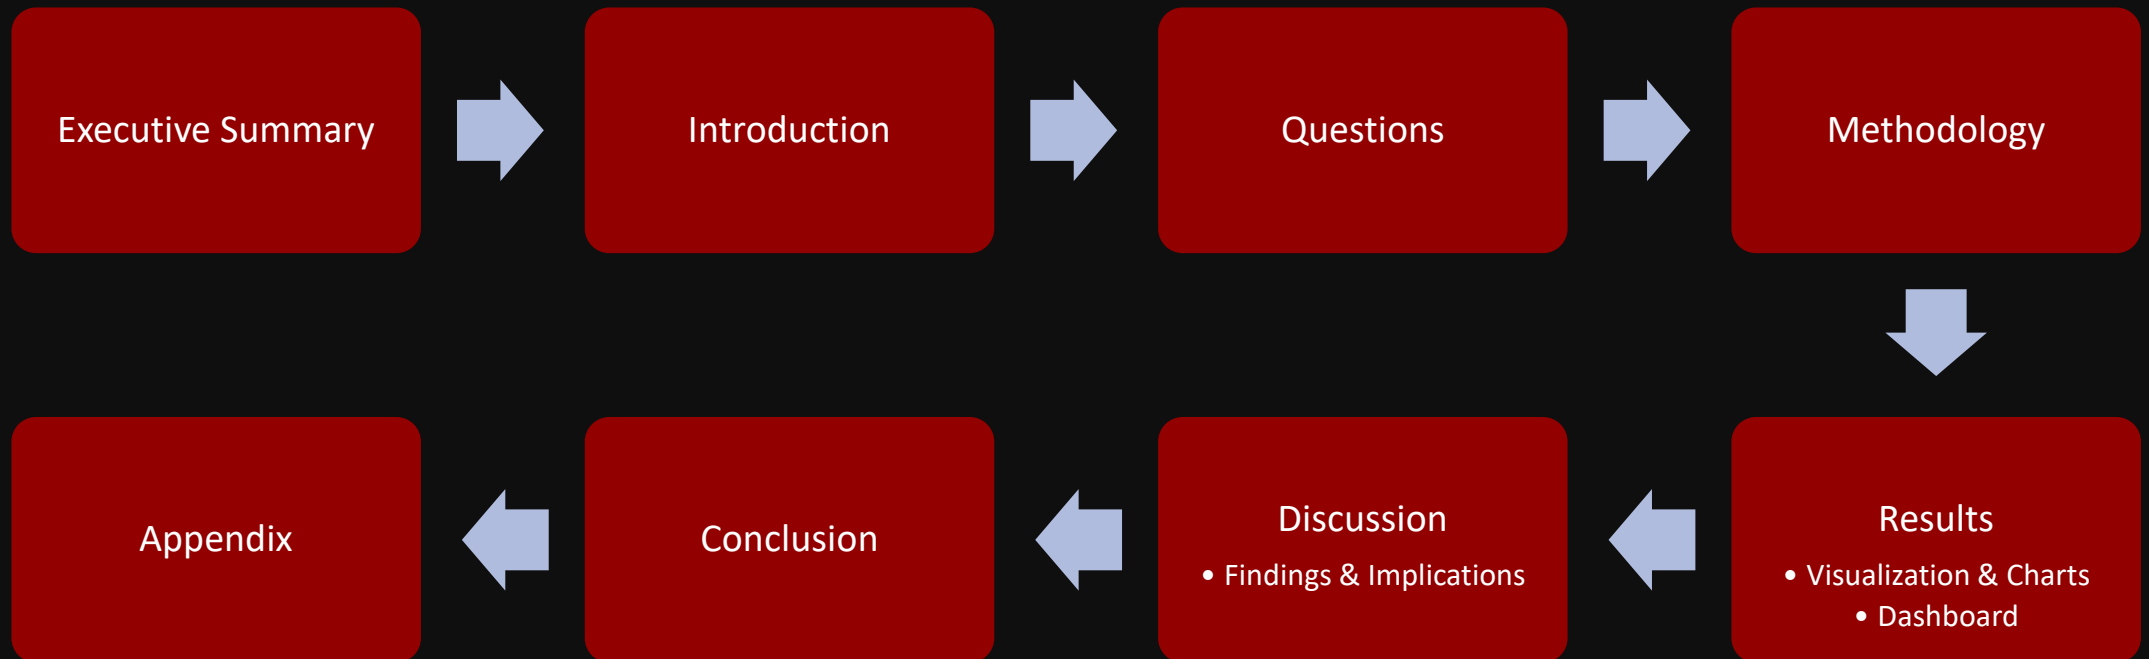 Executive Summary
Introduction
Questions
Methodology
Results
• Visualization & Charts
• Dashboard
Discussion
• Findings & Implications
Conclusion
Appendix